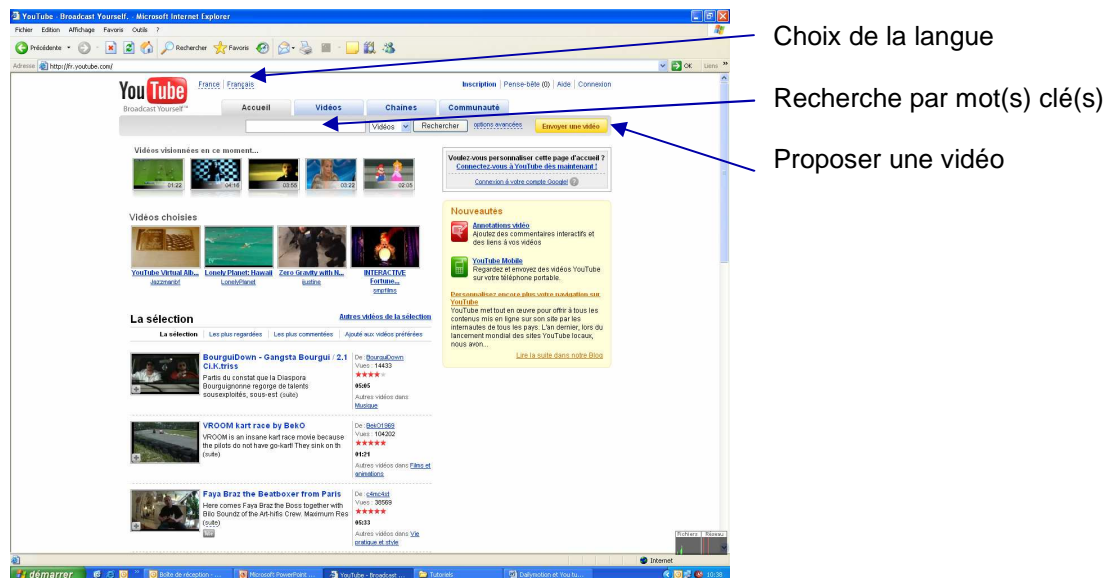 YouTube - Broadcast Yourself. - Microsoft Internet Explorer
Fichier Edition Affichage Favoris Outils ?
Précédente Rechercher Favoris
Adresse http://fr.youtube.com/ OK Liens »
Choix de la langue
Recherche par mot(s) clé(s)
Proposer une vidéo
You Tube
Broadcast Yourself™
France | Français
Inscription | Pense-bête (0) | Aide | Connexion
Accueil Vidéos Chaînes Communauté
Vidéos Rechercher options avancées Envoyer une vidéo
Vidéos visionnées en ce moment...
01:22 04:16 03:55 03:22 02:05
Voulez-vous personnaliser cette page d'accueil ?
Connectez-vous à YouTube dès maintenant !
Connexion à votre compte Google! ?
Vidéos choisies
YouTube Virtual Alb...
Jazzmantrl
Lonely Planet: Hawaii
LonelyPlanet
Zero Gravity with N...
iJustine
INTERACTIVE Fortune...
smpfilms
Nouveautés
Annotations vidéo
Ajoutez des commentaires interactifs et
des liens à vos vidéos
YouTube Mobile
Regardez et envoyez des vidéos YouTube
sur votre téléphone portable.
Personnalisez encore plus votre navigation sur
YouTube
YouTube met tout en œuvre pour offrir à tous les
contenus mis en ligne sur son site par les
internautes de tous les pays. L'an dernier, lors du
lancement mondial des sites YouTube locaux,
nous avon...
Lire la suite dans notre Blog
La sélection
Autres vidéos de la sélection
La sélection | Les plus regardées | Les plus commentées | Ajouté aux vidéos préférées
BourguiDown - Gangsta Bourgui / 2.1
Ci.K.triss
Partis du constat que la Diaspora
Bourguignonne regorge de talents
sousexploités, sous-est (suite)
De : BourguiDown
Vues : 14433
05:05
Autres vidéos dans
Musique
VROOM kart race by BekO
VROOM is an insane kart race movie because
the pilots do not have go-kart! They sink on th
(suite)
De : BekO1969
Vues : 104202
01:21
Autres vidéos dans Films et
animations
Faya Braz the Beatboxer from Paris
Here comes Faya Braz the Boss together with
Bilo Soundz of the Art-hifis Crew. Maximum Res
(suite)
De : c4mc4st
Vues : 38569
05:33
Autres vidéos dans Vie
pratique et style
Fichiers Réseau
Internet
démarrer Boîte de réception - ... Microsoft PowerPoint ... YouTube - Broadcast ... Tutoriels Dailymotion et You tu... 10:38